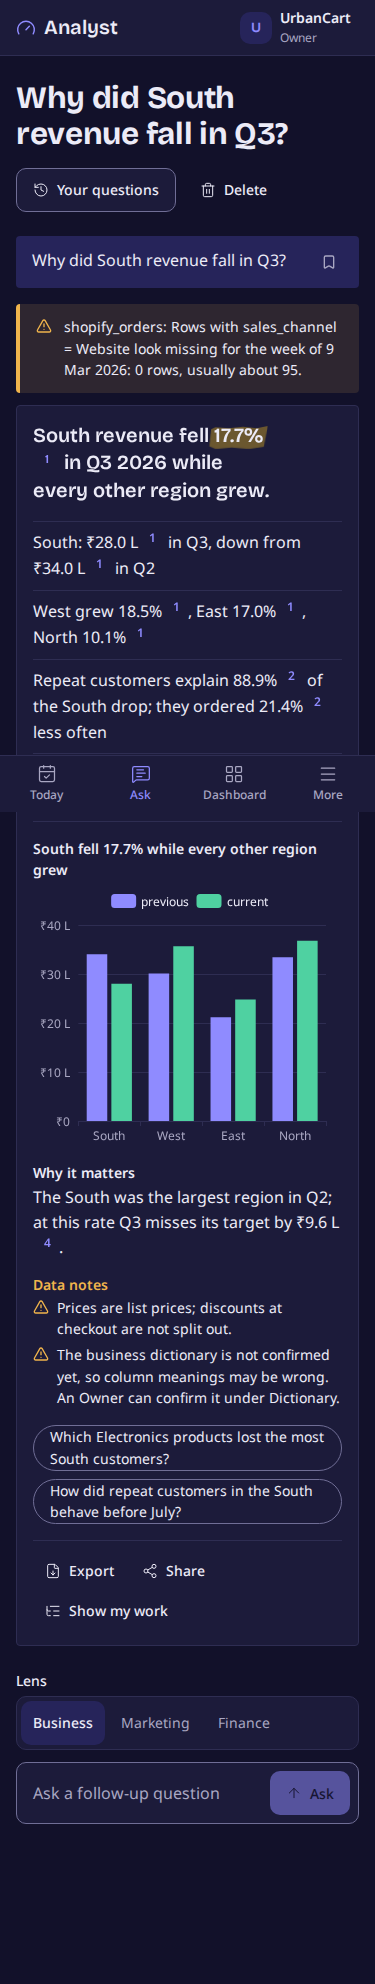 Analyst
U
UrbanCart
Owner
Why did South
revenue fall in Q3?
Your questions
Delete
Why did South revenue fall in Q3?
shopify_orders: Rows with sales_channel
= Website look missing for the week of 9
Mar 2026: 0 rows, usually about 95.
South revenue fell 17.7%
1 in Q3 2026 while
every other region grew.
South: ₹28.0 L 1 in Q3, down from
₹34.0 L 1 in Q2
West grew 18.5% 1 , East 17.0% 1 ,
North 10.1% 1
Repeat customers explain 88.9% 2 of
the South drop; they ordered 21.4% 2
less often
Today
Ask
Dashboard
More
South fell 17.7% while every other region
grew
previous
current
₹40 L
₹30 L
₹20 L
₹10 L
₹0
South
West
East
North
Why it matters
The South was the largest region in Q2;
at this rate Q3 misses its target by ₹9.6 L
4 .
Data notes
Prices are list prices; discounts at
checkout are not split out.
The business dictionary is not confirmed
yet, so column meanings may be wrong.
An Owner can confirm it under Dictionary.
Which Electronics products lost the most
South customers?
How did repeat customers in the South
behave before July?
Export
Share
Show my work
Lens
Business
Marketing
Finance
Ask a follow-up question
Ask